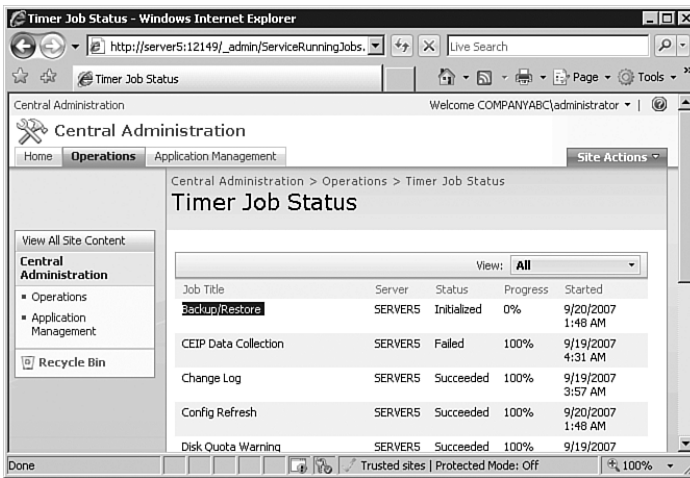 Timer Job Status - Windows Internet Explorer
http://server5:12149/_admin/ServiceRunningJobs.
Live Search
Timer Job Status
Page
Tools
Central Administration
Welcome COMPANYABC\administrator
Central Administration
Home
Operations
Application Management
Site Actions
Central Administration > Operations > Timer Job Status
Timer Job Status
View All Site Content
Central
Administration
Operations
Application
Management
Recycle Bin
View: All
Job Title Server Status Progress Started
Backup/Restore SERVER5 Initialized 0% 9/20/2007
1:48 AM
CEIP Data Collection SERVER5 Failed 100% 9/19/2007
4:31 AM
Change Log SERVER5 Succeeded 100% 9/19/2007
3:57 AM
Config Refresh SERVER5 Succeeded 100% 9/20/2007
1:48 AM
Disk Quota Warning SERVER5 Succeeded 100% 9/19/2007
Done
Trusted sites | Protected Mode: Off
100%